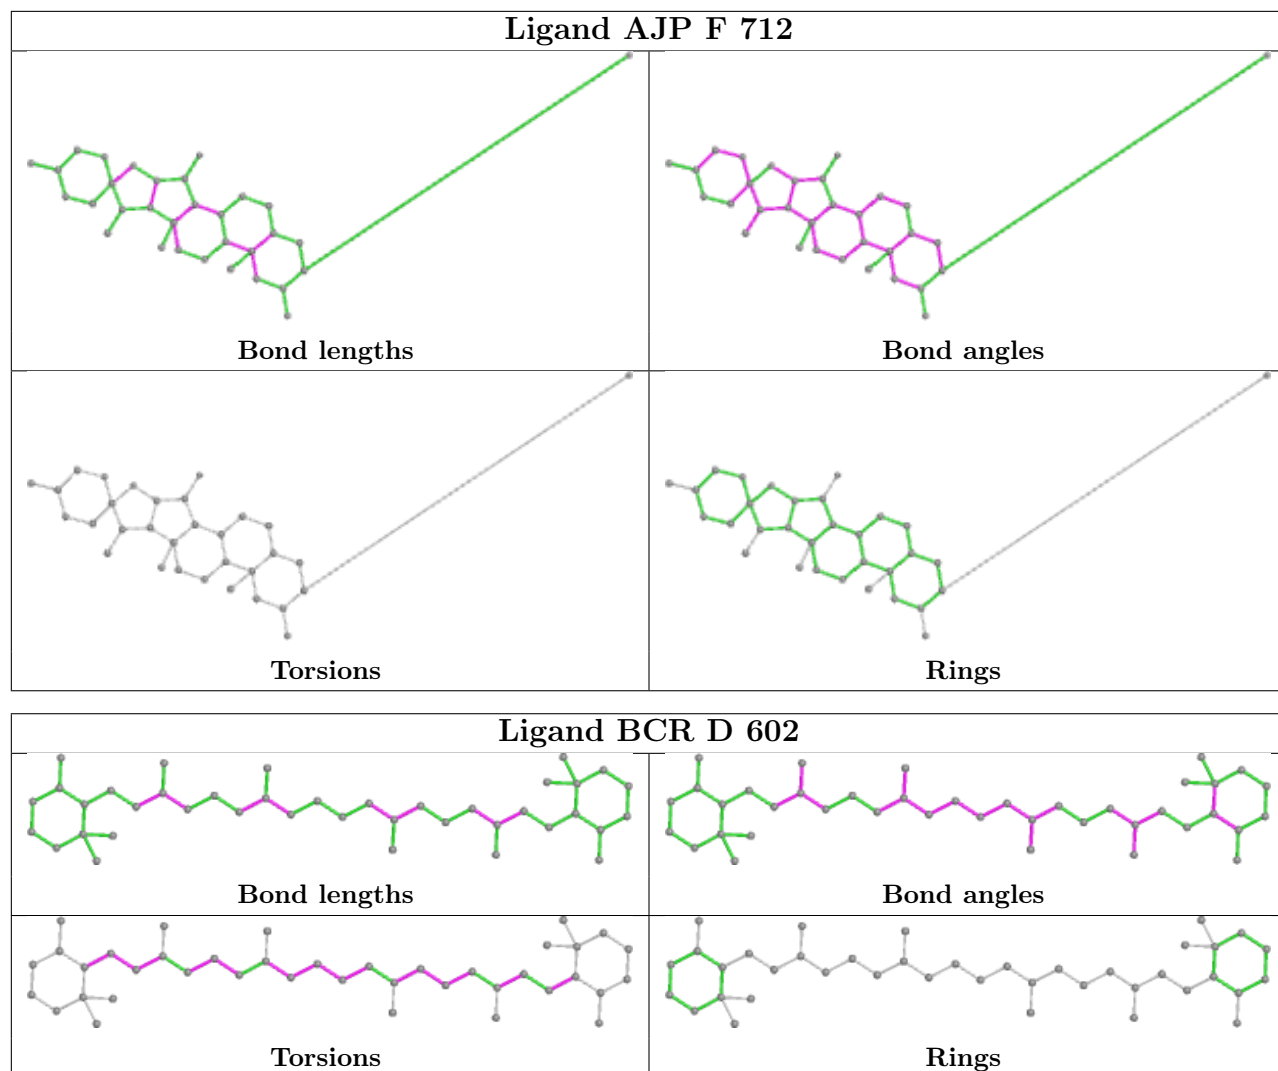 Ligand AJP F 712
Bond lengths
Bond angles
Torsions
Rings
Ligand BCR D 602
Bond lengths
Bond angles
Torsions
Rings